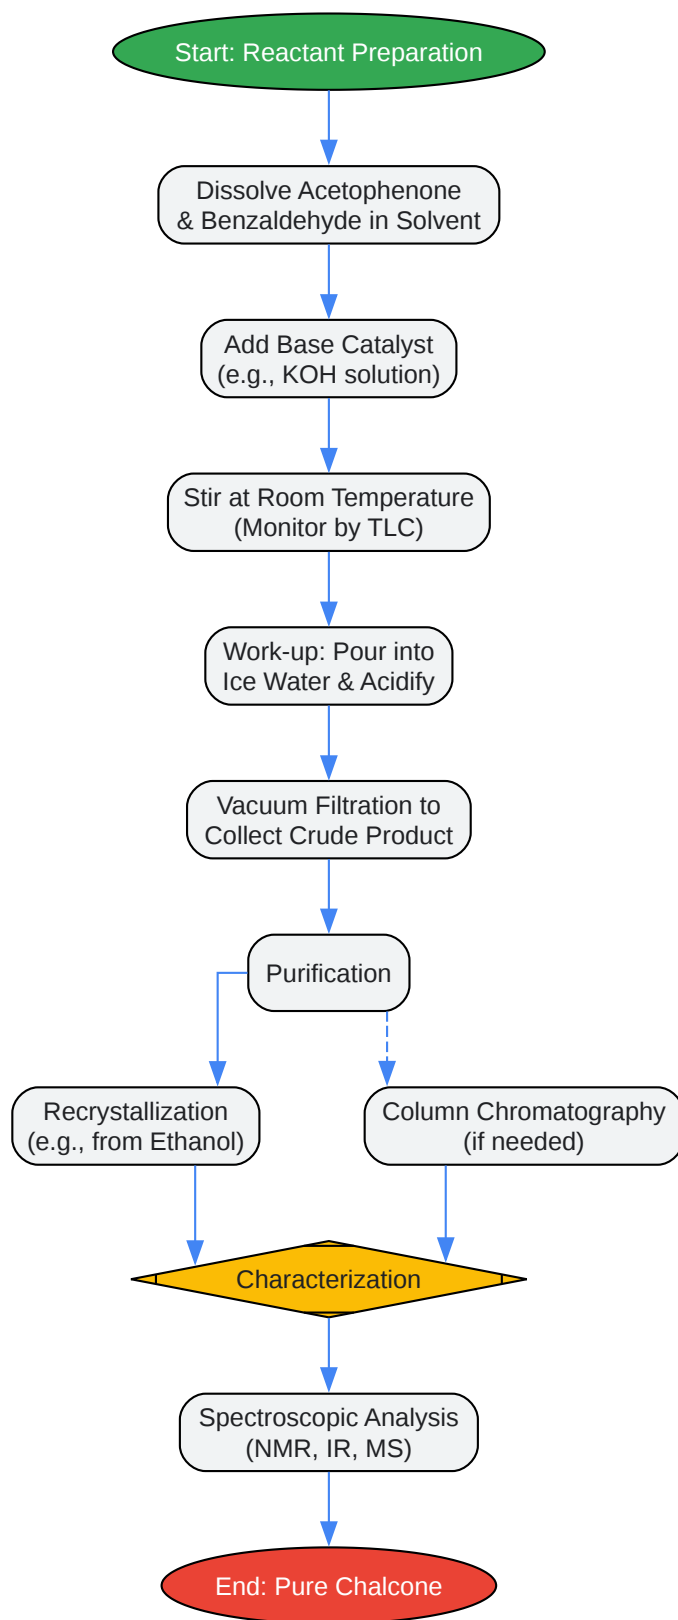 Start: Reactant Preparation
Dissolve Acetophenone
& Benzaldehyde in Solvent
Add Base Catalyst
(e.g., KOH solution)
Stir at Room Temperature
(Monitor by TLC)
Work-up: Pour into
Ice Water & Acidify
Vacuum Filtration to
Collect Crude Product
Purification
Recrystallization
(e.g., from Ethanol)
Column Chromatography
(if needed)
Characterization
Spectroscopic Analysis
(NMR, IR, MS)
End: Pure Chalcone